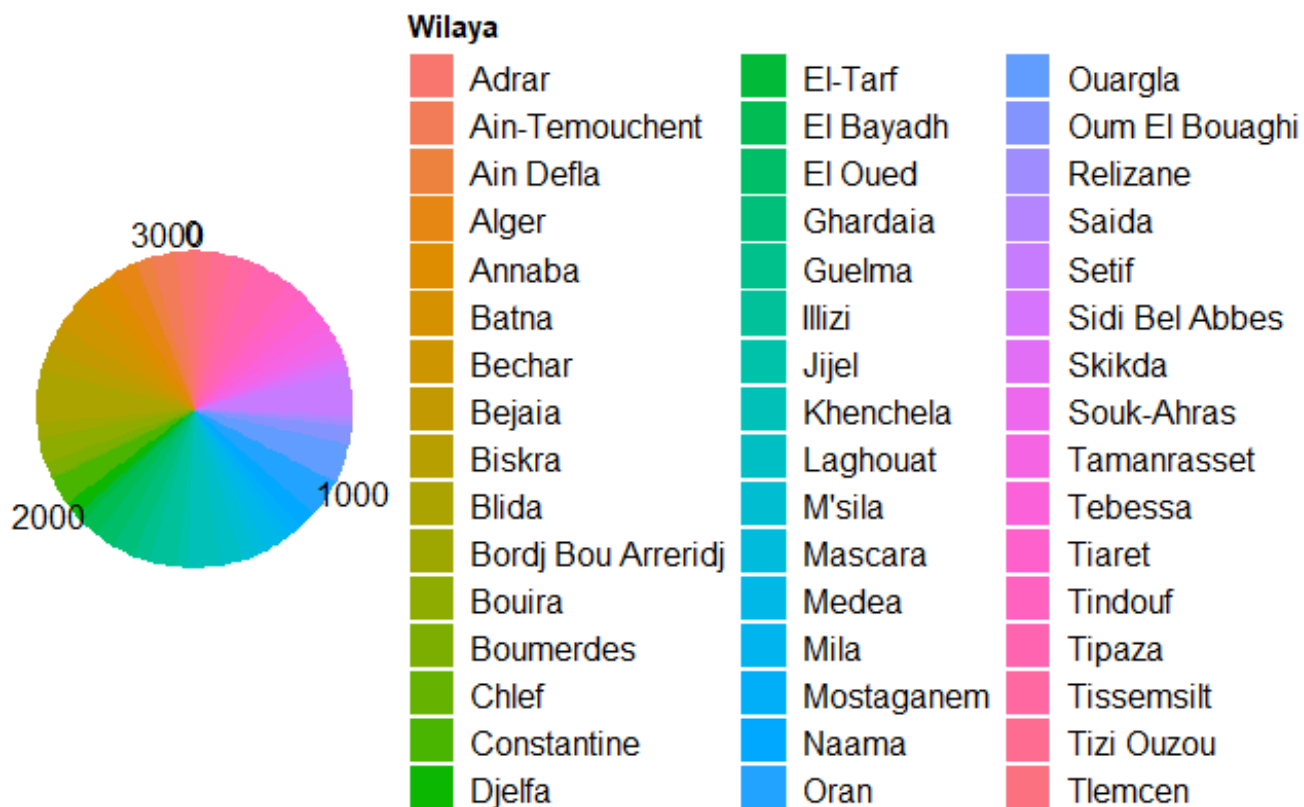 Wilaya
Adrar
Ain-Temouchent
Ain Defla
Alger
Annaba
Batna
Bechar
Bejaia
Biskra
Blida
Bordj Bou Arreridj
Bouira
Boumerdes
Chlef
Constantine
Djelfa
El-Tarf
El Bayadh
El Oued
Ghardaia
Guelma
Illizi
Jijel
Khenchela
Laghouat
M'sila
Mascara
Medea
Mila
Mostaganem
Naama
Oran
Ouargla
Oum El Bouaghi
Relizane
Saida
Setif
Sidi Bel Abbes
Skikda
Souk-Ahras
Tamanrasset
Tebessa
Tiaret
Tindouf
Tipaza
Tissemsilt
Tizi Ouzou
Tlemcen
3000
0
1000
2000